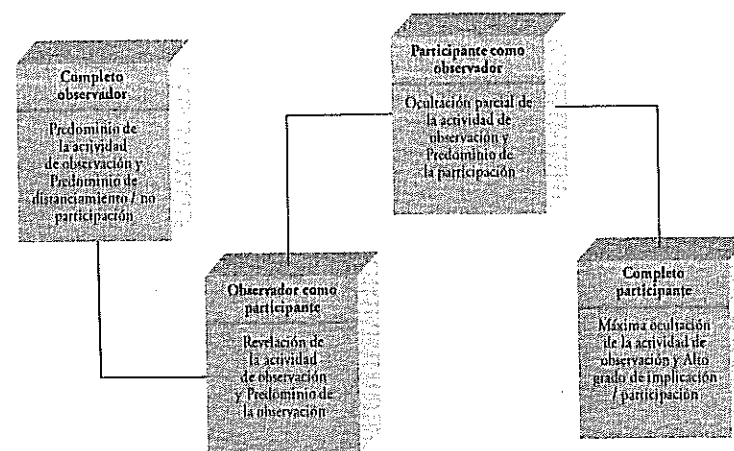 Completo
observador
Predominio de
la actividad
de observación y
Predominio de
distanciamiento / no
participación
Observador como
participante
Revelación de
la actividad
de observación
y Predominio de
la observación
Participante como
observador
Ocultación parcial de
la actividad de
observación y
Predominio de
la participación
Completo
participante
Máxima ocultación
de la actividad de
observación y Alto
grado de implicación
/ participación